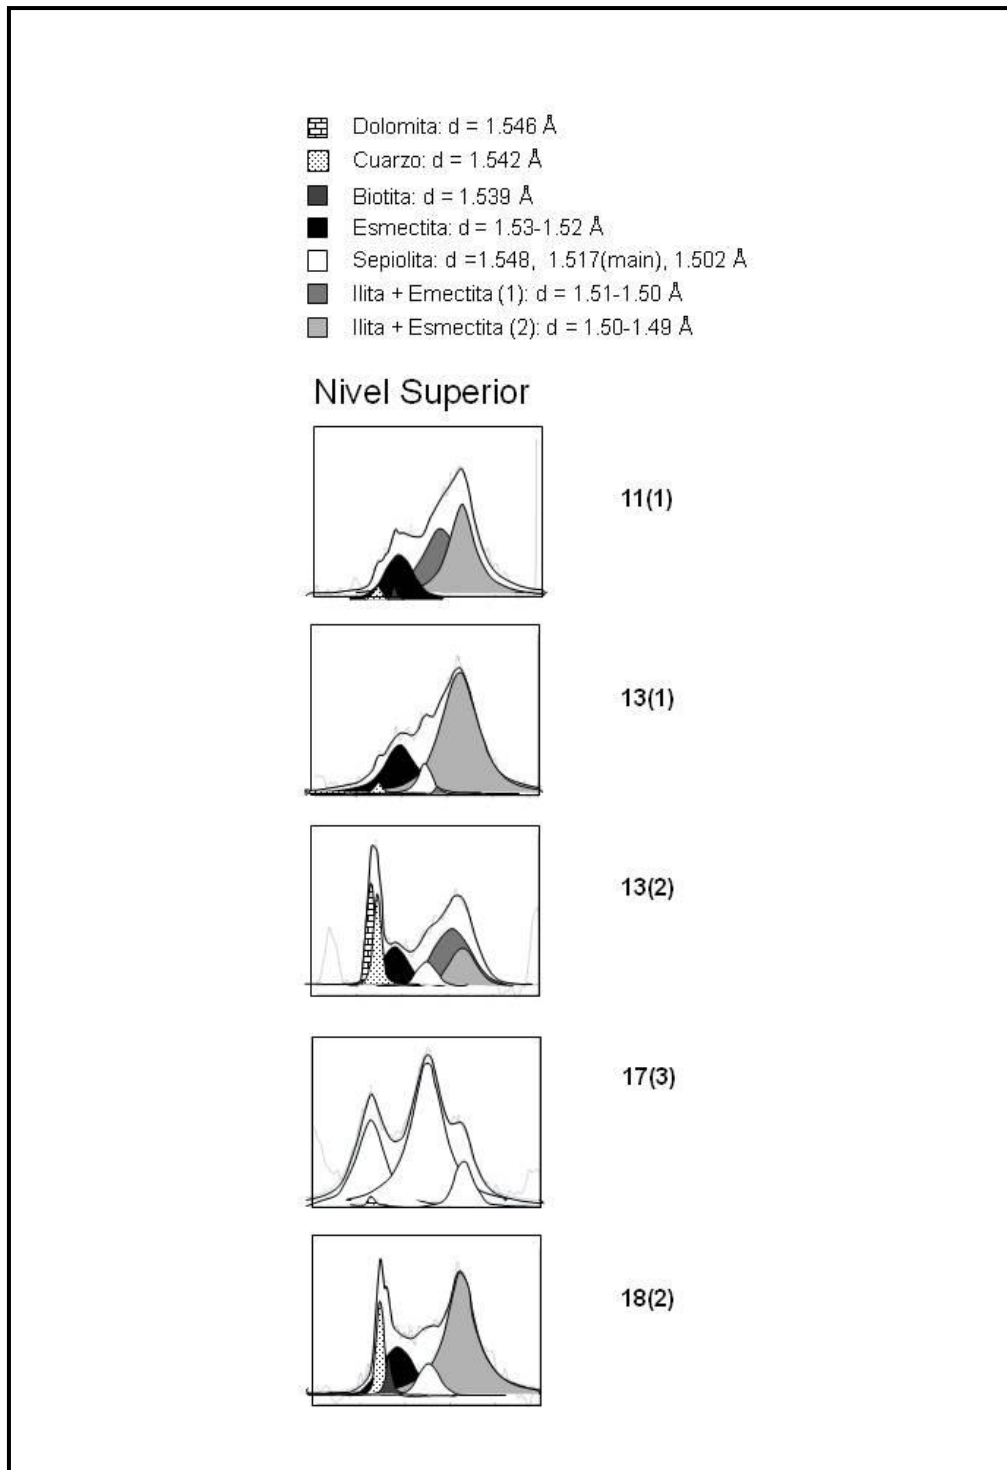 Dolomita: d = 1.546 Å
Cuarzo: d = 1.542 Å
Biotita: d = 1.539 Å
Esmectita: d = 1.53-1.52 Å
Sepiolita: d =1.548, 1.517(main), 1.502 Å
Ilita + Emectita (1): d = 1.51-1.50 Å
Ilita + Esmectita (2): d = 1.50-1.49 Å
Nivel Superior
11(1)
13(1)
13(2)
17(3)
18(2)